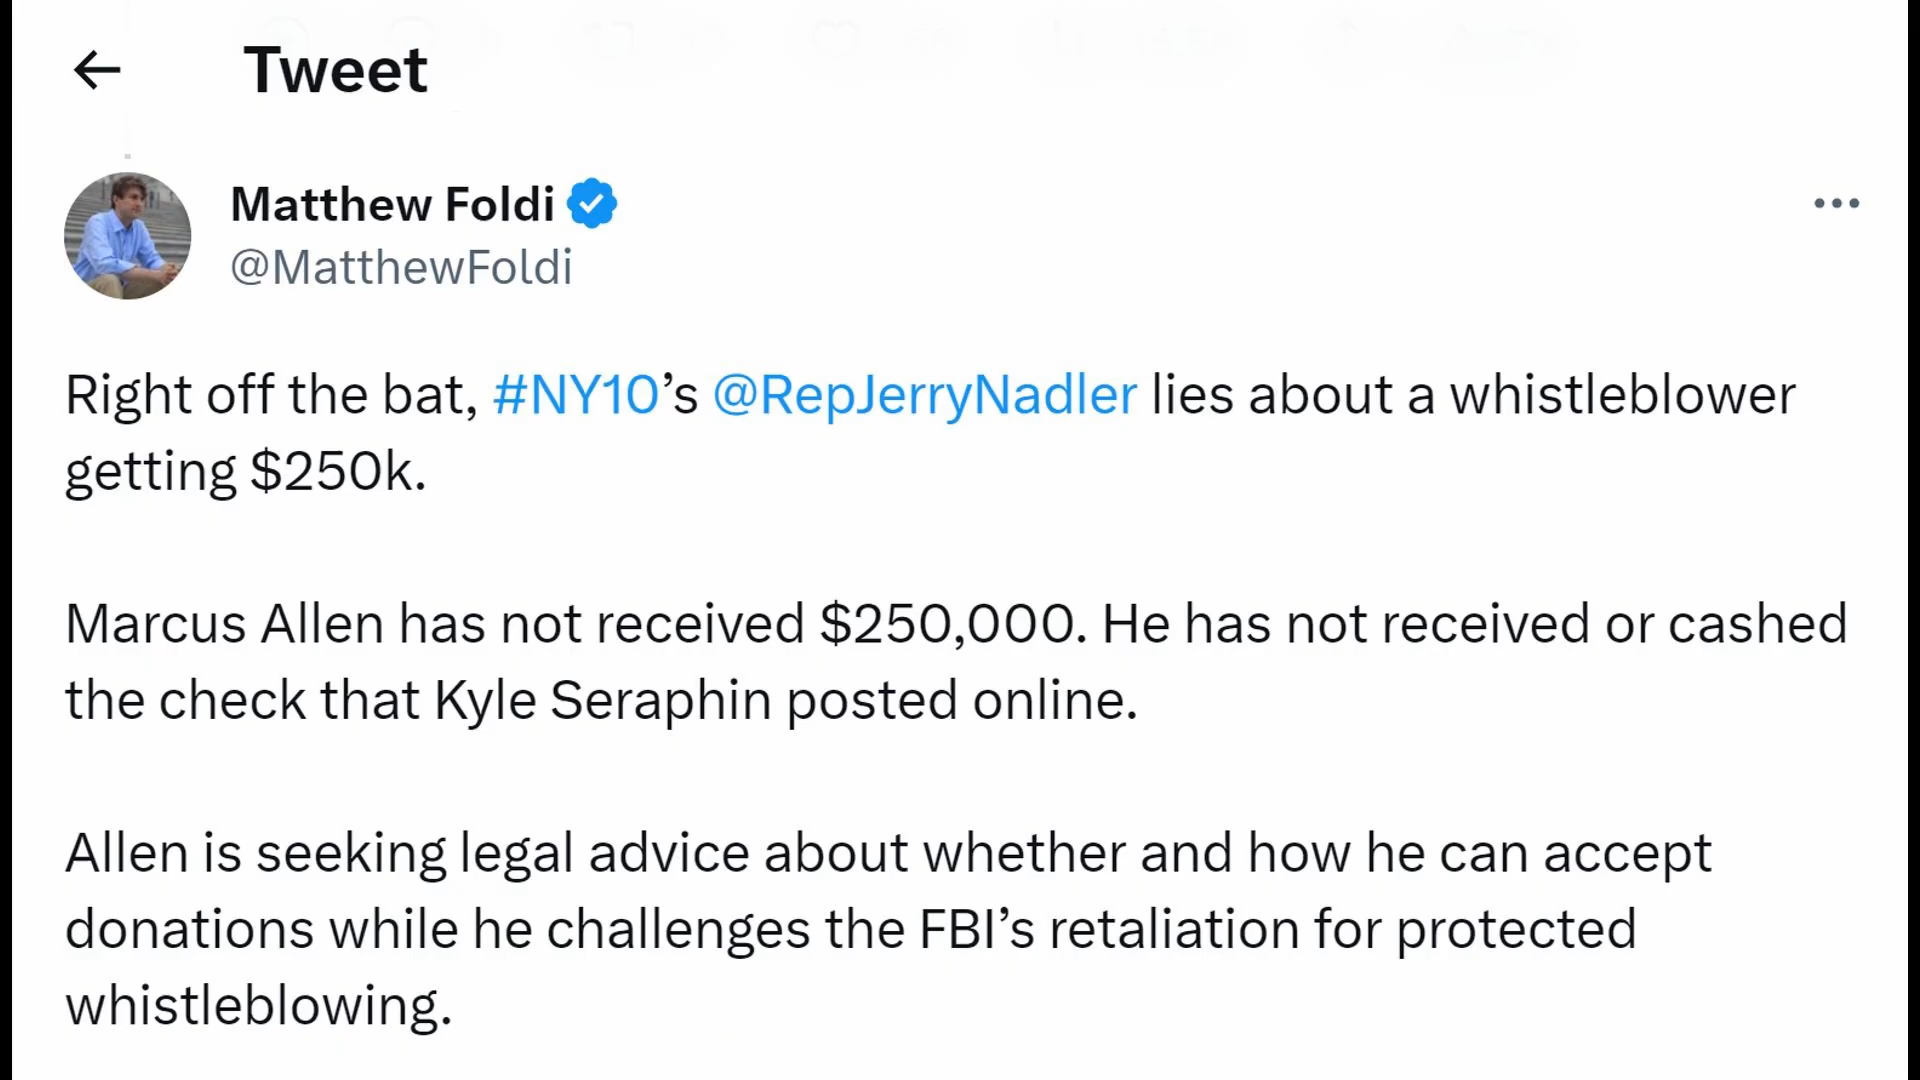 Tweet
Matthew Foldi
@MatthewFoldi
Right off the bat, #NY10’s @RepJerryNadler lies about a whistleblower
getting $250k.
Marcus Allen has not received $250,000. He has not received or cashed
the check that Kyle Seraphin posted online.
Allen is seeking legal advice about whether and how he can accept
donations while he challenges the FBI’s retaliation for protected
whistleblowing.